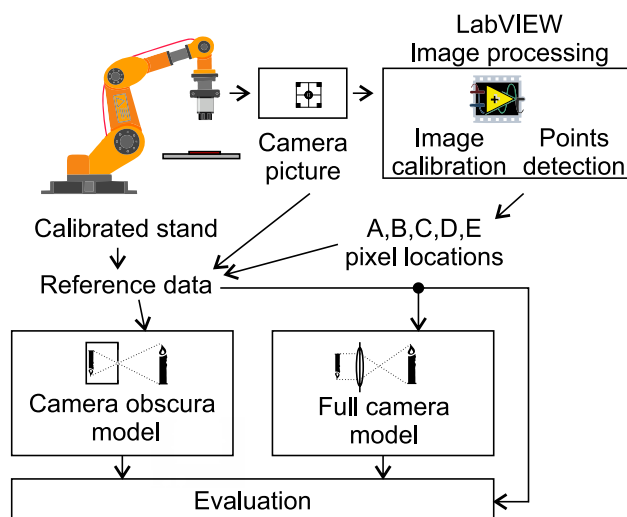 LabVIEW
Image processing
Camera
picture
Image
calibration
Points
detection
Calibrated stand
A,B,C,D,E
pixel locations
Reference data
Camera obscura
model
Full camera
model
Evaluation